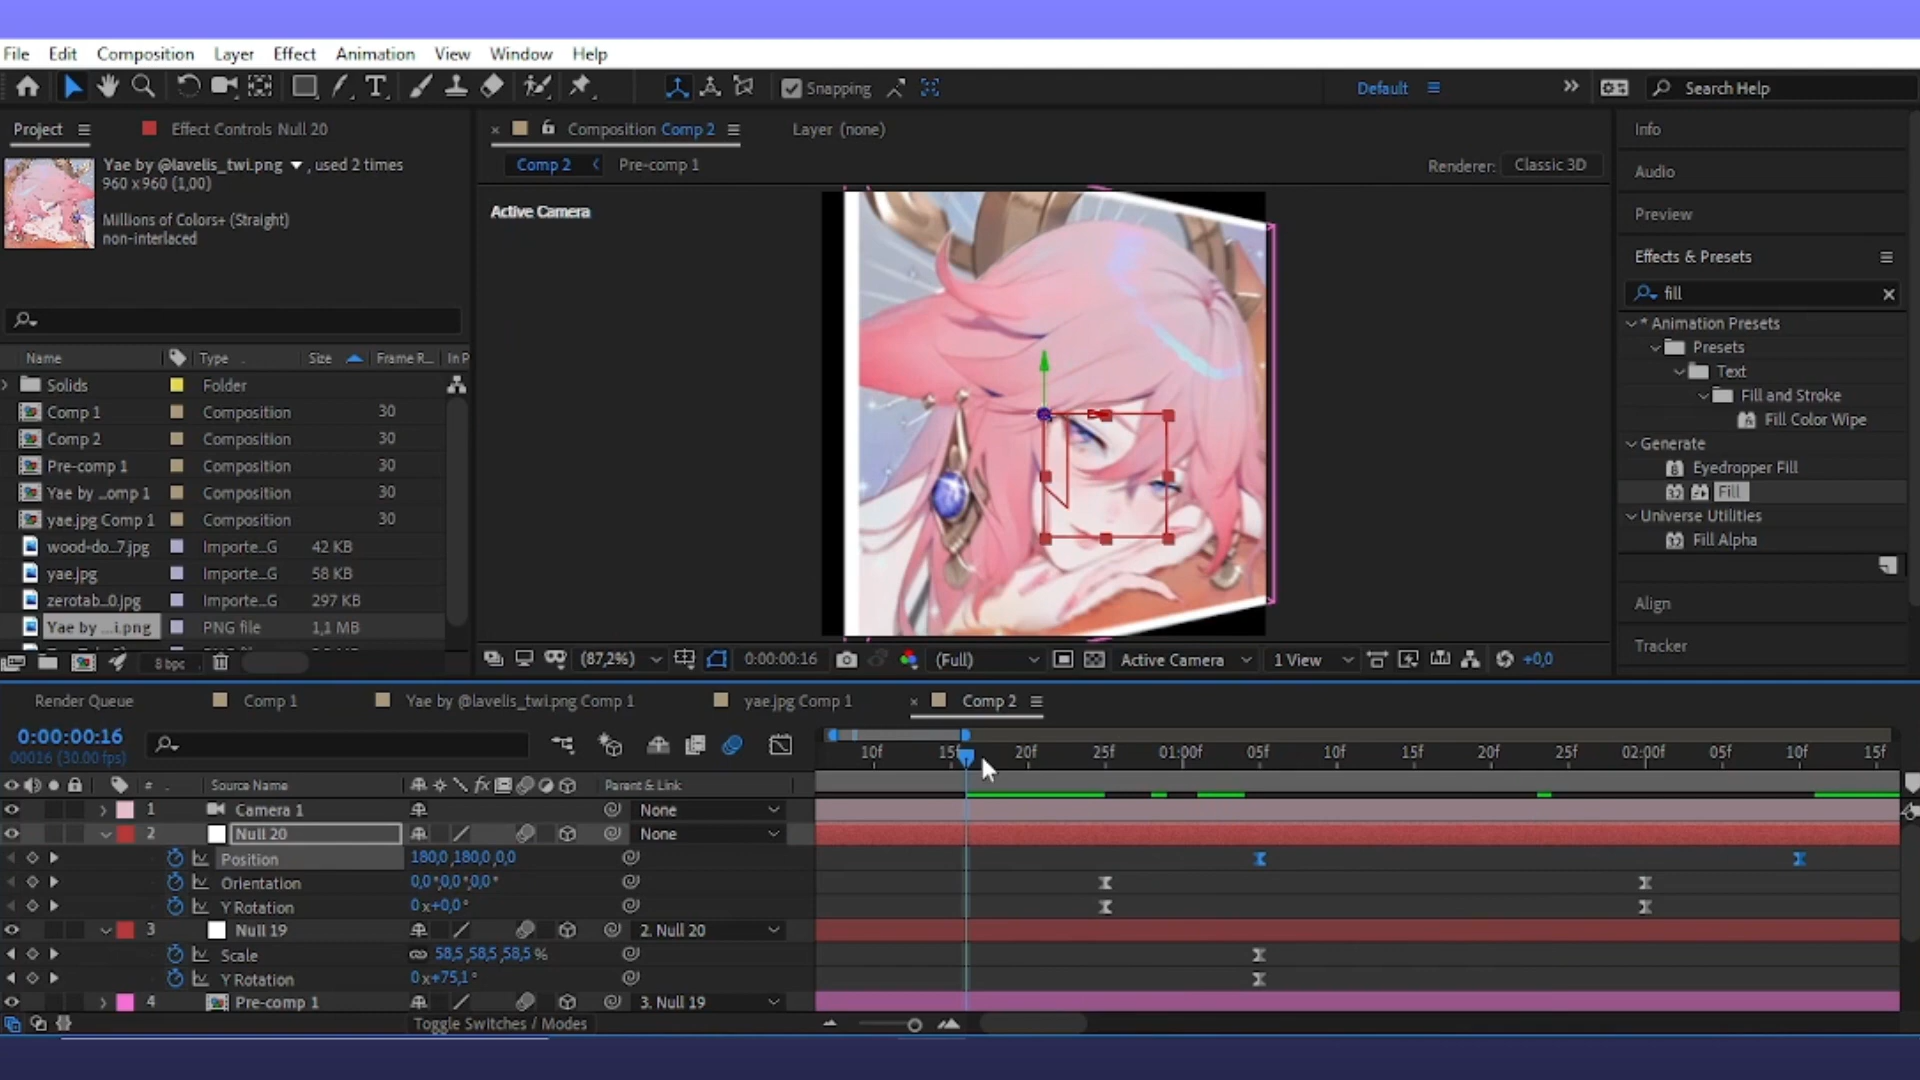 File Edit Composition Layer Effect Animation View Window Help
Snapping Default Search Help
Project Effect Controls Null 20 Composition Comp 2 Layer (none) Info
Yae by @lavelis_twi.png , used 2 times
960 x 960 (1,00)
Comp 2 Pre-comp 1 Renderer: Classic 3D
Audio
Millions of Colors+ (Straight)
non-interlaced
Active Camera
Preview
Effects & Presets
fill
* Animation Presets
Presets
Text
Fill and Stroke
Fill Color Wipe
Generate
Eyedropper Fill
Fill
Universe Utilities
Fill Alpha
Align
Tracker
Name Type Size Frame R... In P
Solids Folder
Comp 1 Composition 30
Comp 2 Composition 30
Pre-comp 1 Composition 30
Yae by ...omp 1 Composition 30
yae.jpg Comp 1 Composition 30
wood-do...7.jpg Importe...G 42 KB
yae.jpg Importe...G 58 KB
zerotab...0.jpg Importe...G 297 KB
Yae by ...i.png PNG file 1,1 MB
8 bpc
(87,2%) 0:00:00:16 (Full) Active Camera 1 View +0,0
Render Queue Comp 1 Yae by @lavelis_twi.png Comp 1 yae.jpg Comp 1 Comp 2
0:00:00:16
00016 (30.00 fps)
10f 15f 20f 25f 01:00f 05f 10f 15f 20f 25f 02:00f 05f 10f 15f
# Source Name fx Parent & Link
1 Camera 1 None
2 Null 20 None
Position 180,0,180,0,0,0
Orientation 0,0°,0,0°,0,0°
Y Rotation 0x+0,0°
3 Null 19 2. Null 20
Scale 58,5,58,5,58,5%
Y Rotation 0x+75,1°
4 Pre-comp 1 3. Null 19
Toggle Switches / Modes